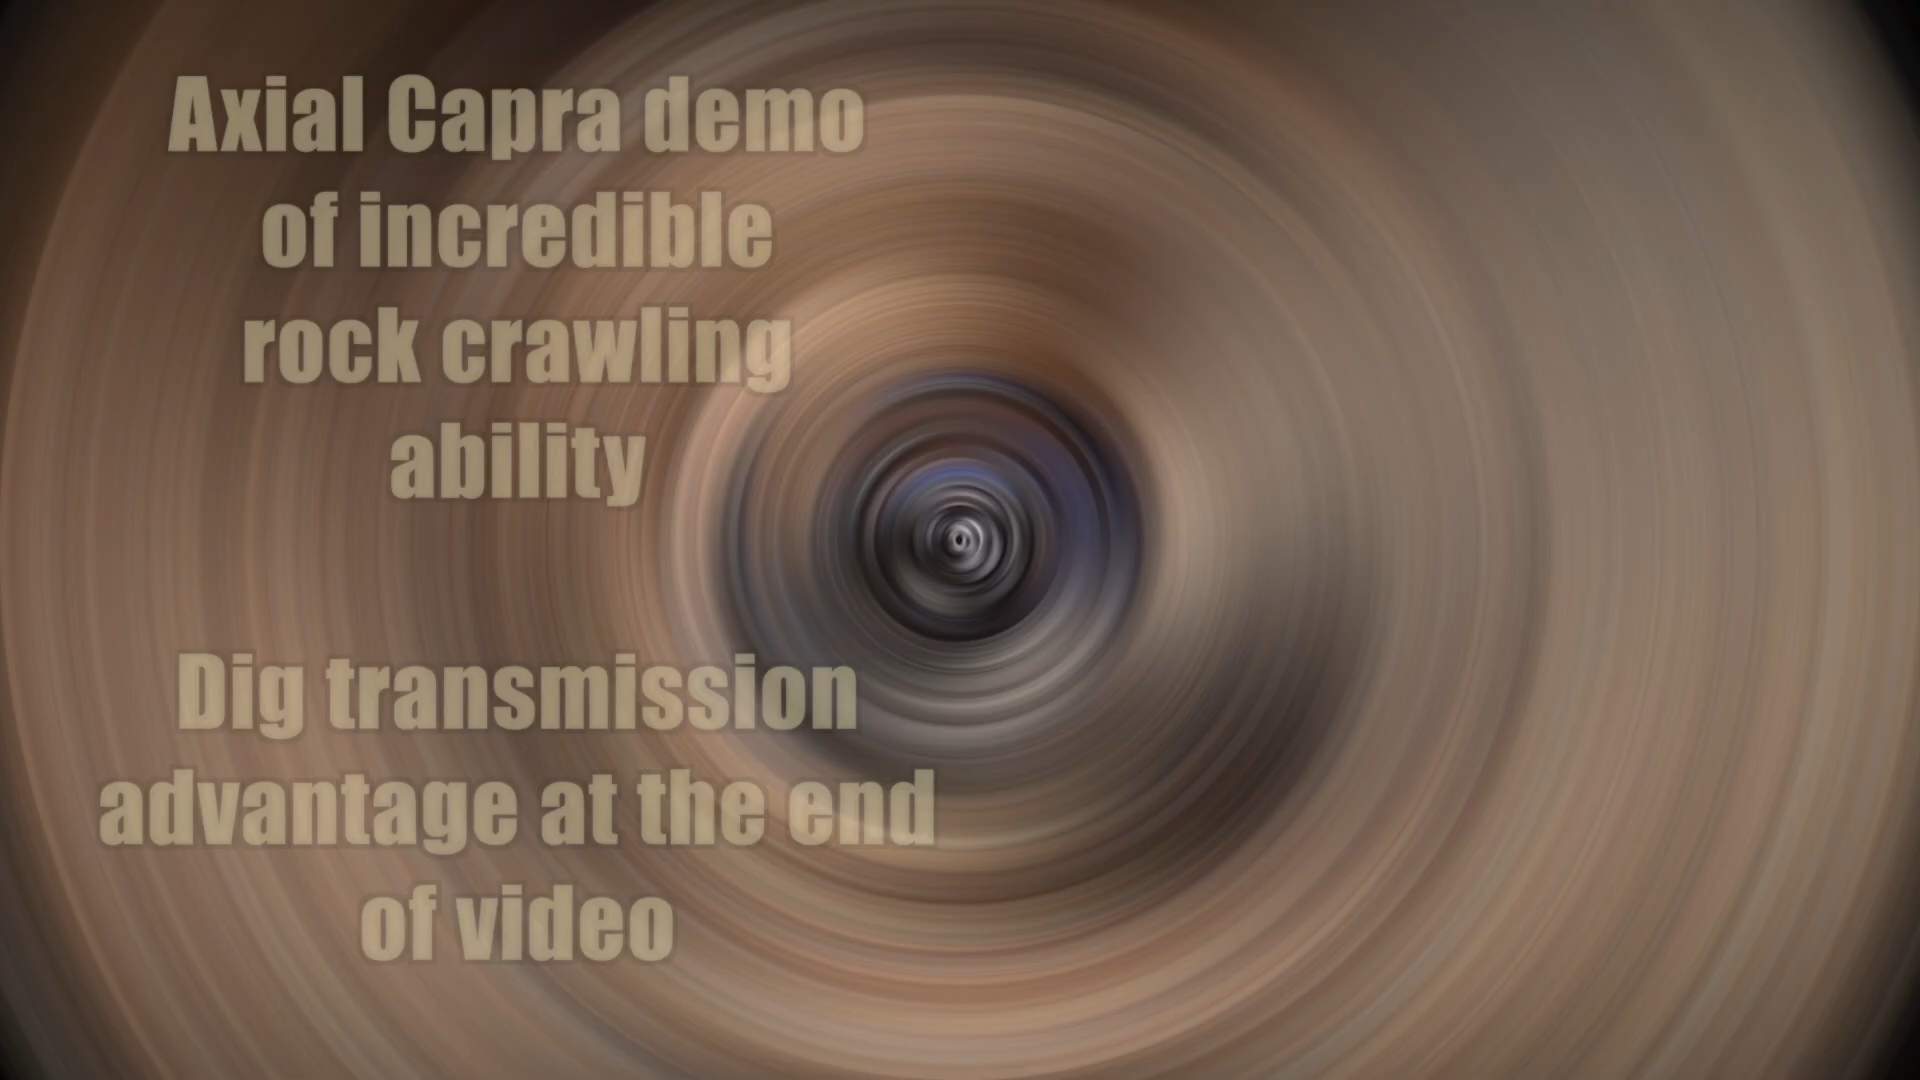 Axial Capra demo
of incredible
rock crawling
ability
Dig transmission
advantage at the end
of video